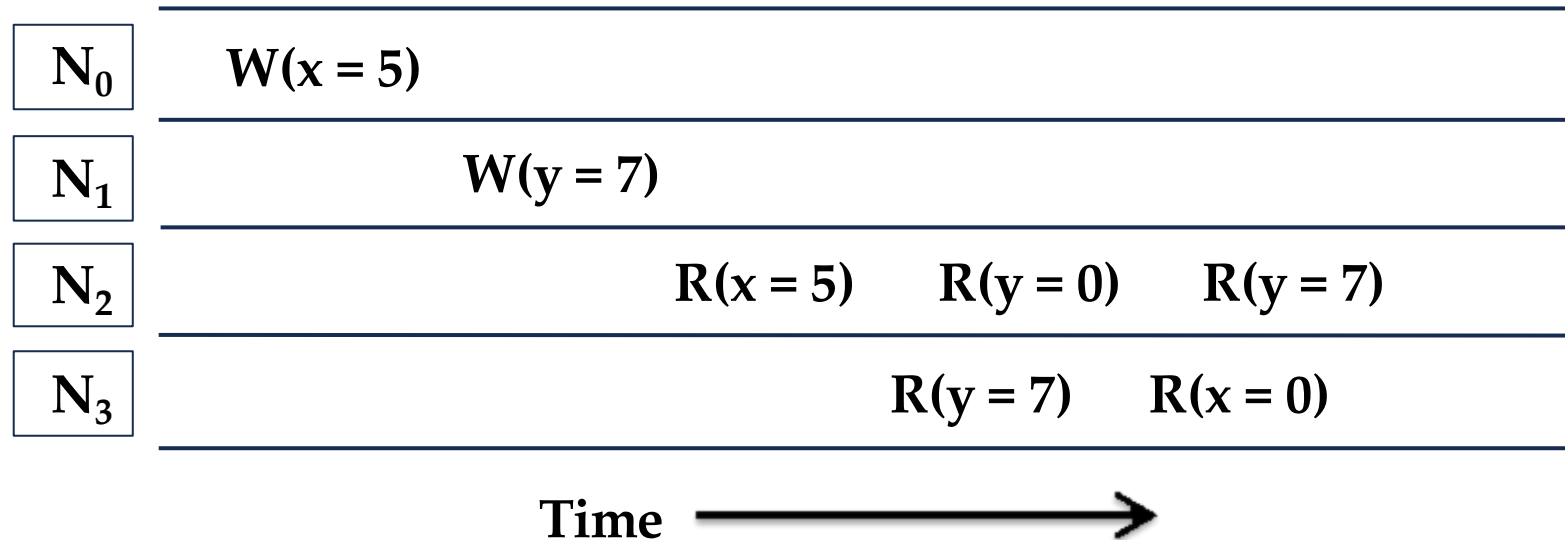 N₀ W(x = 5)
N₁ W(y = 7)
N₂ R(x = 5) R(y = 0) R(y = 7)
N₃ R(y = 7) R(x = 0)
Time